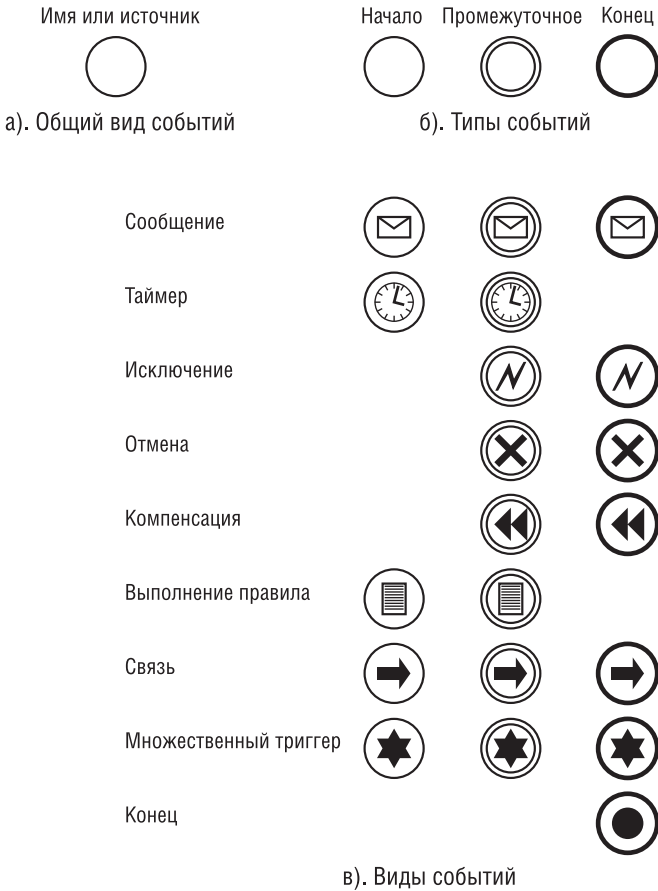 Имя или источник
Начало Промежуточное Конец
а). Общий вид событий
б). Типы событий
Сообщение
Таймер
Исключение
Отмена
Компенсация
Выполнение правила
Связь
Множественный триггер
Конец
в). Виды событий